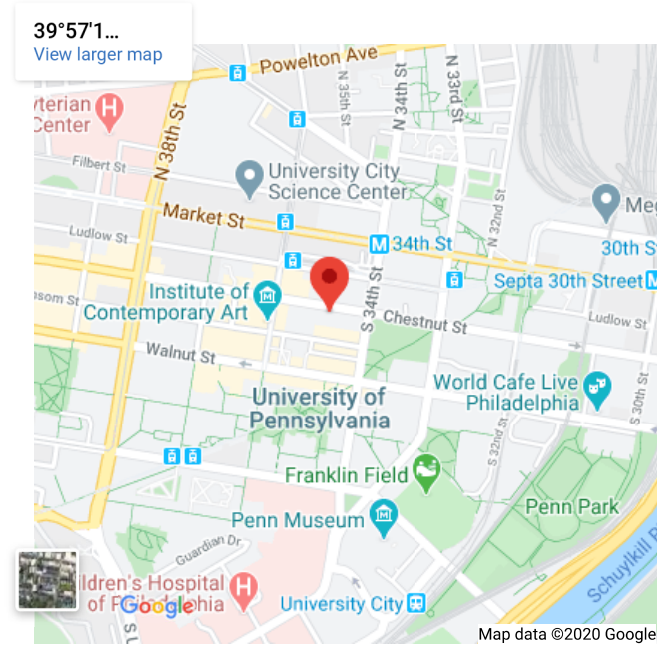 39°57'1...
View larger map
Powelton Ave
N 35th St
N 34th St
N 33rd St
yterian
Center
H
N 38th St
Filbert St
University City
Science Center
N 32nd St
Meg
Market St
Ludlow St
M 34th St
30th S
Septa 30th Street M
Institute of
Contemporary Art
osom St
S 34th St
Chestnut St
Ludlow St
Walnut St
World Cafe Live
Philadelphia
S 30th St
University of
Pennsylvania
S 32nd St
Franklin Field
Penn Park
Penn Museum
Guardian Dr
Schuylkill R
ildren's Hospital
of Philadelphia
H
Google
University City
S U
Map data ©2020 Google